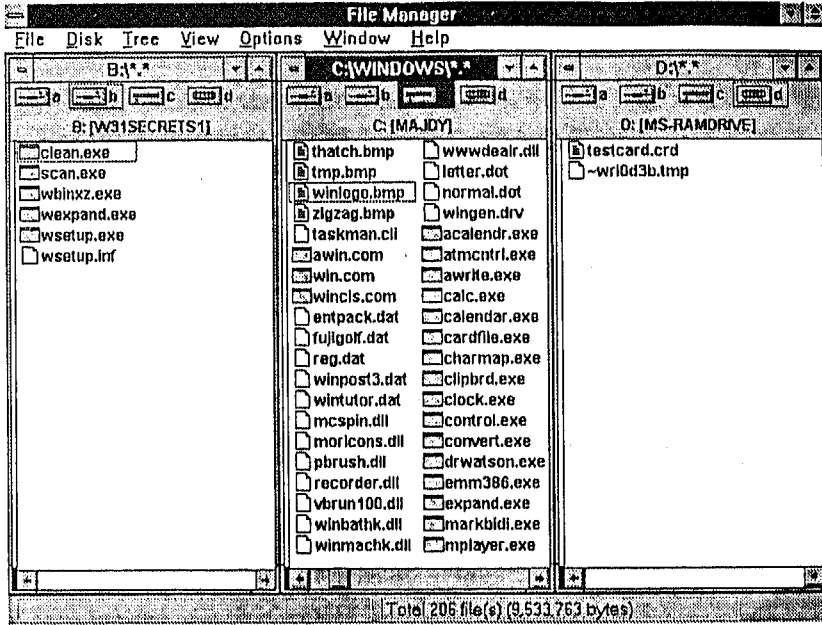 File Manager
File Disk Tree View Options Window Help
B:\*.*
a b c d
B: [W31SECRETS1]
clean.exe
scan.exe
wbinxz.exe
wexpand.exe
wsetup.exe
wsetup.inf
C:\WINDOWS\*.*
a b d
C: [MAJDY]
thatch.bmp
tmp.bmp
winlogo.bmp
zigzag.bmp
taskman.cli
awin.com
win.com
wincls.com
entpack.dat
fujigolf.dat
reg.dat
winpost3.dat
wintutor.dat
mcspin.dll
moricons.dll
pbrush.dll
recorder.dll
vbrun100.dll
winbathk.dll
winmachk.dll
wwwdealr.dll
letter.dot
normal.dot
wingen.drv
acalendr.exe
atmcntrl.exe
awrite.exe
calc.exe
calendar.exe
cardfile.exe
charmap.exe
clipbrd.exe
clock.exe
control.exe
convert.exe
drwatson.exe
emm386.exe
expand.exe
markbidi.exe
mplayer.exe
D:\*.*
a b c d
D: [MS-RAMDRIVE]
testcard.crd
~wri0d3b.tmp
Total 206 file(s) (9,533,763 bytes)